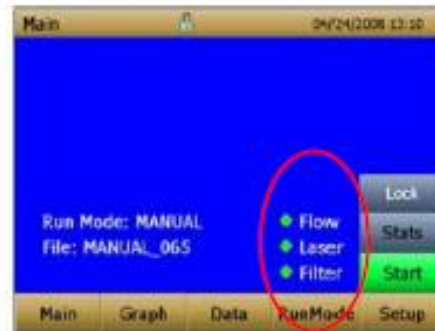 Main 04/24/2008 13:10
Lock
Run Mode: MANUAL Flow Stats
File: MANUAL_065 Laser
Filter Start
Main Graph Data RunMode Setup